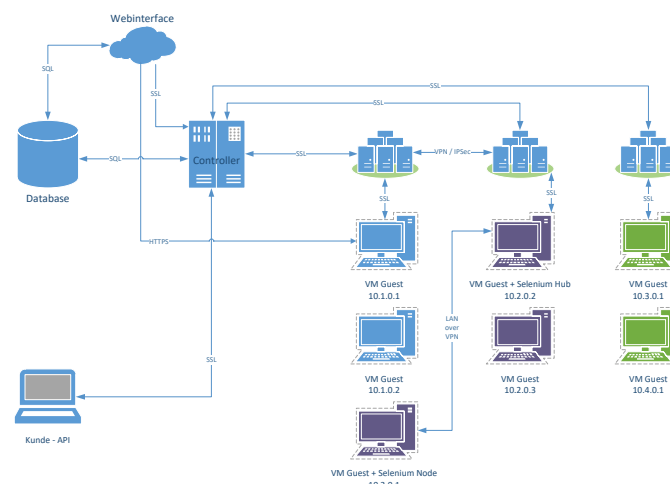 Webinterface
SQL
SSL
SSL
SSL
SQL
Controller
SSL
VPN / IPSec
Database
SSL
SSL
SSL
HTTPS
VM Guest
10.1.0.1
VM Guest + Selenium Hub
10.2.0.2
VM Guest
10.3.0.1
LAN
over
VPN
SSL
VM Guest
10.1.0.2
VM Guest
10.2.0.3
VM Guest
10.4.0.1
Kunde - API
VM Guest + Selenium Node